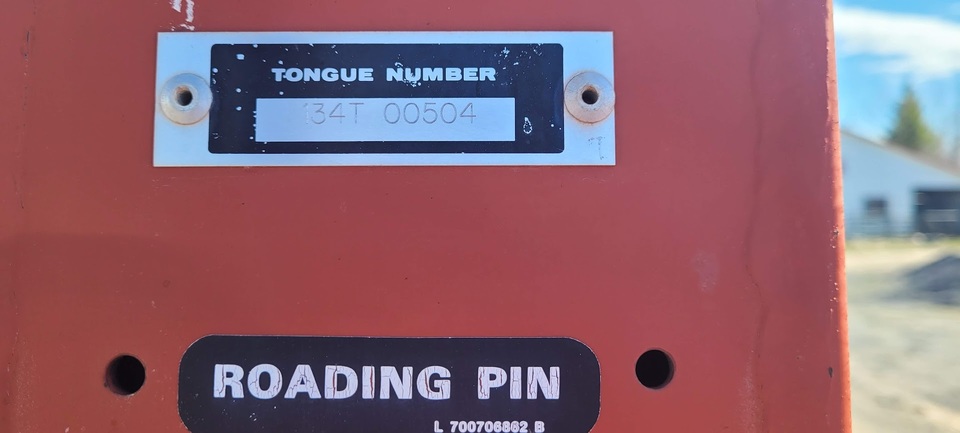 TONGUE NUMBER
134T 00504
ROADING PIN
L 700706862 B